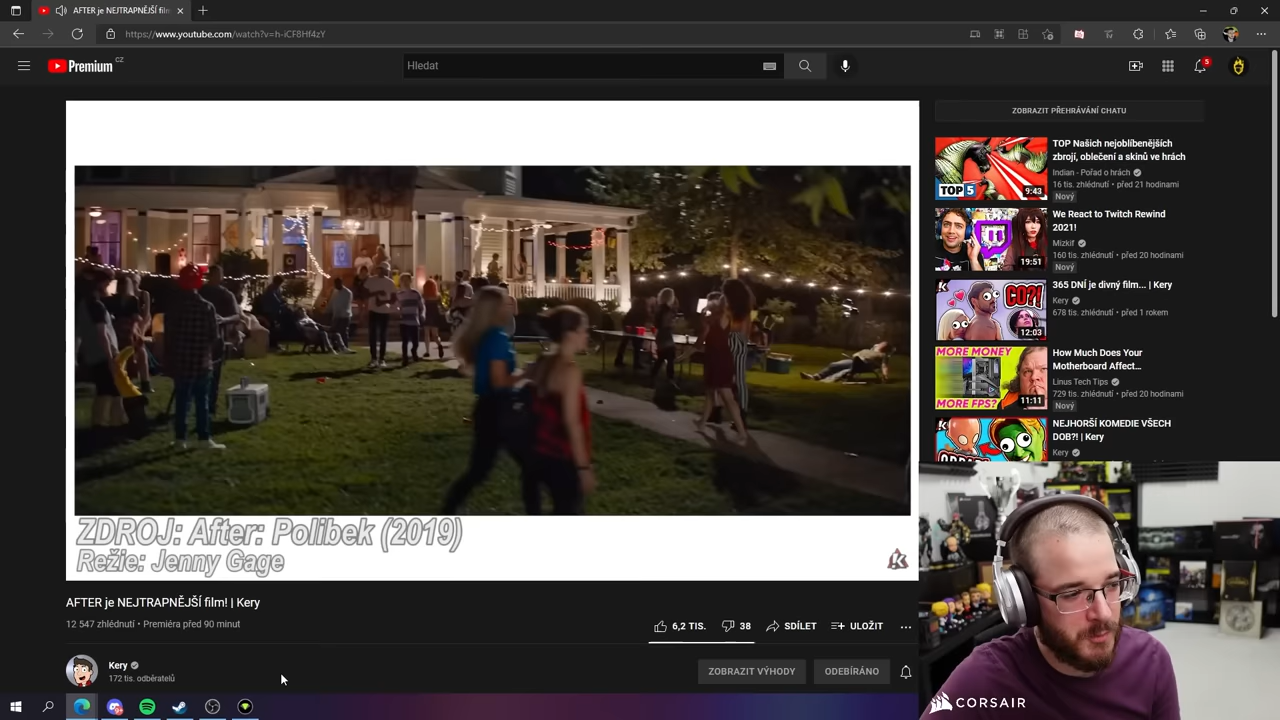 AFTER je NEJTRAPNĚJŠÍ film
https://www.youtube.com/watch?v=h-iCF8Hf4zY
Premium CZ
Hledat
5
ZOBRAZIT PŘEHRÁVÁNÍ CHATU
TOP 5
9:43
TOP Našich nejoblíbenějších
zbrojí, oblečení a skinů ve hrách
Indian - Pořad o hrách
16 tis. zhlédnutí • před 21 hodinami
Nový
19:51
We React to Twitch Rewind
2021!
Mizkif
160 tis. zhlédnutí • před 20 hodinami
Nový
CO?!
12:03
365 DNÍ je divný film... | Kery
Kery
678 tis. zhlédnutí • před 1 rokem
MORE MONEY
MORE FPS?
11:11
How Much Does Your
Motherboard Affect...
Linus Tech Tips
729 tis. zhlédnutí • před 20 hodinami
Nový
NEJHORŠÍ KOMEDIE VŠECH
DOB?! | Kery
Kery
ZDROJ: After: Polibek (2019)
Režie: Jenny Gage
AFTER je NEJTRAPNĚJŠÍ film! | Kery
12 547 zhlédnutí • Premiéra před 90 minut
6,2 TIS.
38
SDÍLET
ULOŽIT
Kery
172 tis. odběratelů
ZOBRAZIT VÝHODY
ODEBÍRÁNO
CORSAIR